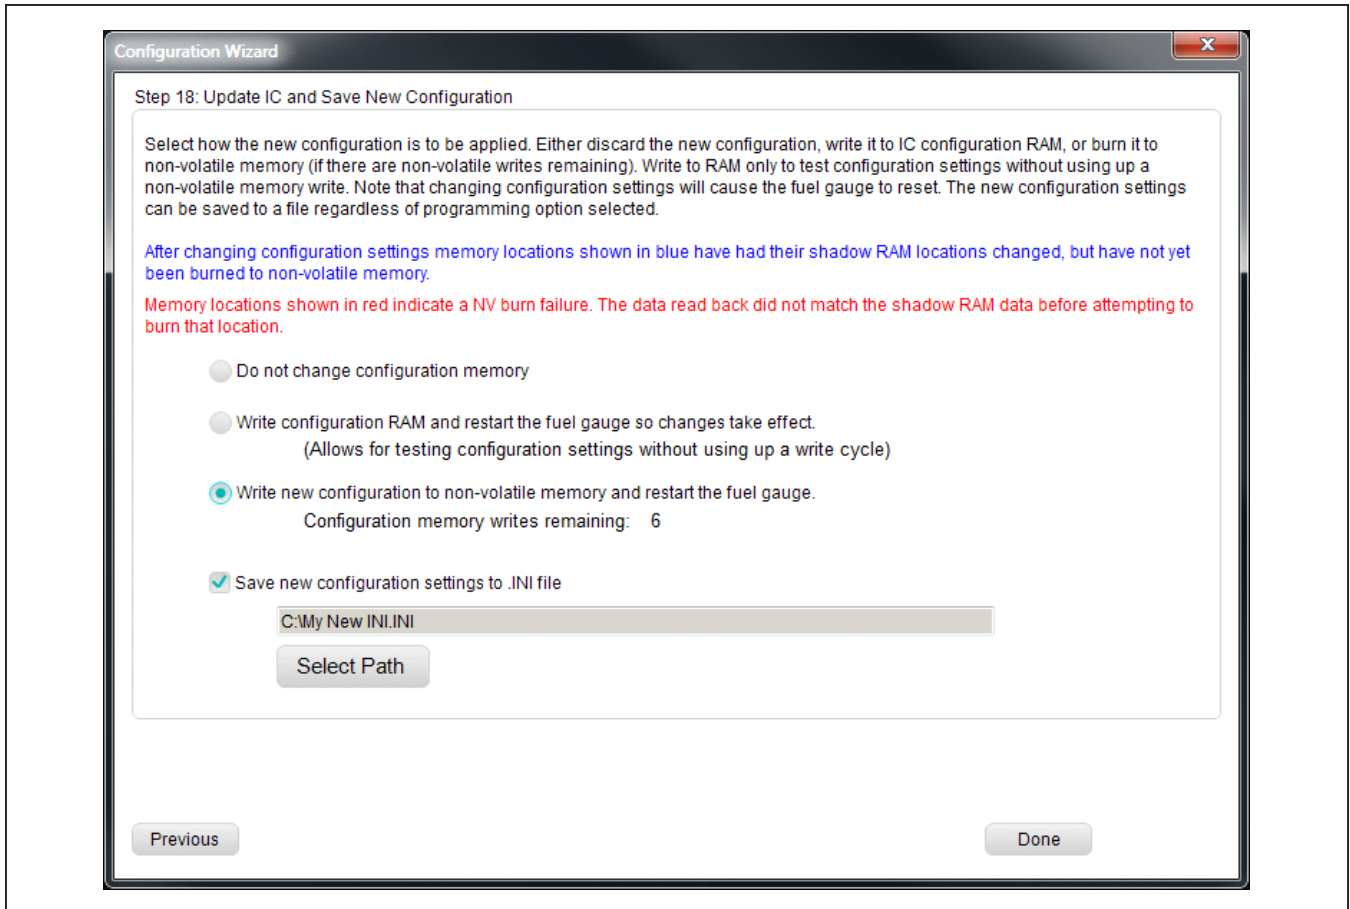 Configuration Wizard
x
Step 18: Update IC and Save New Configuration
Select how the new configuration is to be applied. Either discard the new configuration, write it to IC configuration RAM, or burn it to
non-volatile memory (if there are non-volatile writes remaining). Write to RAM only to test configuration settings without using up a
non-volatile memory write. Note that changing configuration settings will cause the fuel gauge to reset. The new configuration settings
can be saved to a file regardless of programming option selected.
After changing configuration settings memory locations shown in blue have had their shadow RAM locations changed, but have not yet
been burned to non-volatile memory.
Memory locations shown in red indicate a NV burn failure. The data read back did not match the shadow RAM data before attempting to
burn that location.
Do not change configuration memory
Write configuration RAM and restart the fuel gauge so changes take effect.
(Allows for testing configuration settings without using up a write cycle)
Write new configuration to non-volatile memory and restart the fuel gauge.
Configuration memory writes remaining: 6
Save new configuration settings to .INI file
C:\My New INI.INI
Select Path
Previous
Done